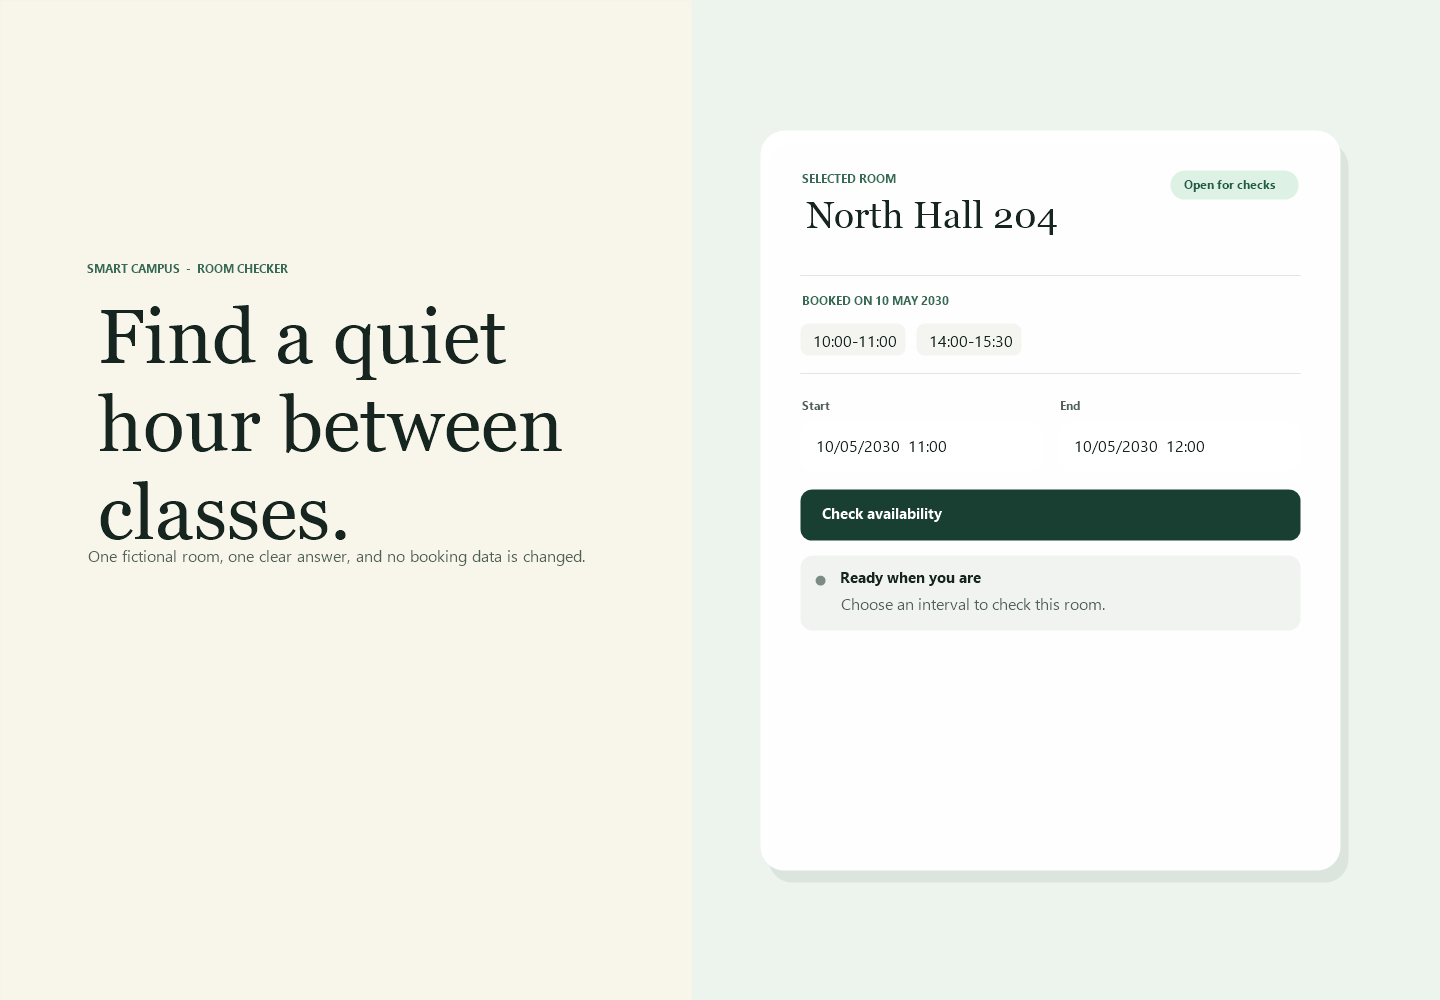 SMART CAMPUS - ROOM CHECKER
Find a quiet
hour between
classes.
One fictional room, one clear answer, and no booking data is changed.
SELECTED ROOM
Open for checks
North Hall 204
BOOKED ON 10 MAY 2030
10:00-11:00 14:00-15:30
Start End
10/05/2030 11:00 10/05/2030 12:00
Check availability
Ready when you are
Choose an interval to check this room.